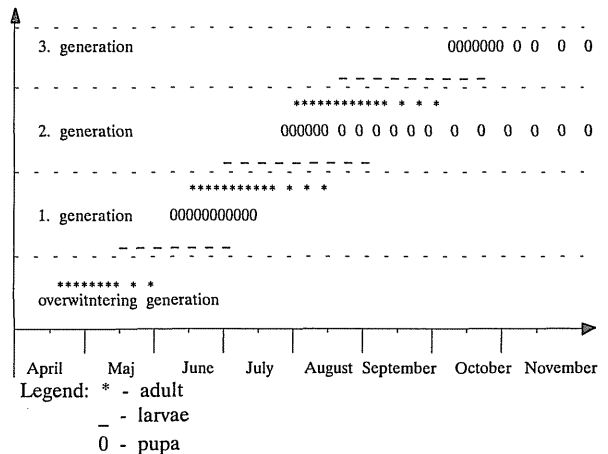 3. generation 0000000 0 0 0 0
_ _ _ _ _ _ _ _ _
************ * * *
2. generation 000000 0 0 0 0 0 0 0 0 0 0 0 0
_ _ _ _ _ _ _ _ _
*********** * * *
1. generation 00000000000
_ _ _ _ _ _ _
******** * *
overwitntering generation
April Maj June July August September October November
Legend: * - adult
_ - larvae
0 - pupa